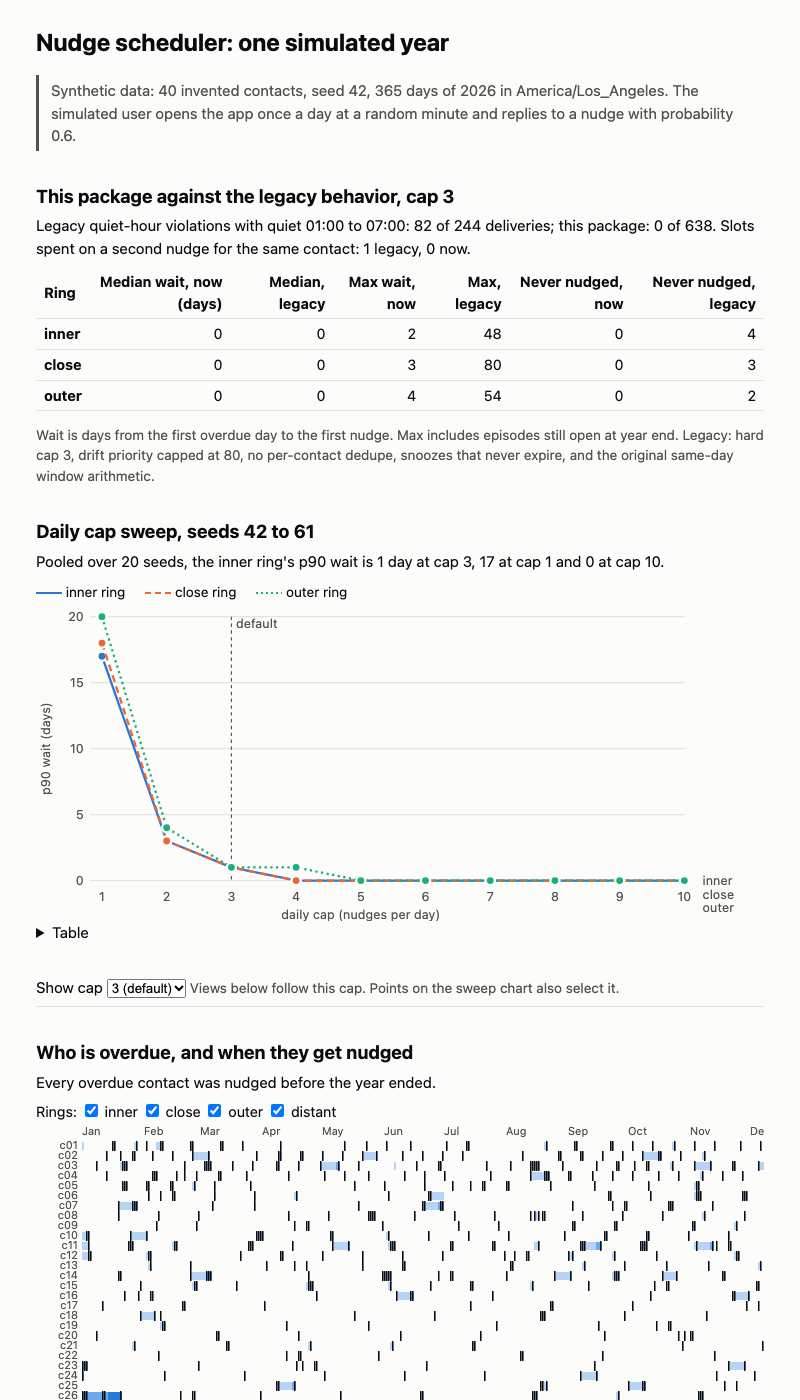 Nudge scheduler: one simulated year
Synthetic data: 40 invented contacts, seed 42, 365 days of 2026 in America/Los_Angeles. The
simulated user opens the app once a day at a random minute and replies to a nudge with probability
0.6.
This package against the legacy behavior, cap 3
Legacy quiet-hour violations with quiet 01:00 to 07:00: 82 of 244 deliveries; this package: 0 of 638. Slots
spent on a second nudge for the same contact: 1 legacy, 0 now.
Ring Median wait, now (days) Median, legacy Max wait, now Max, legacy Never nudged, now Never nudged, legacy
inner 0 0 2 48 0 4
close 0 0 3 80 0 3
outer 0 0 4 54 0 2
Wait is days from the first overdue day to the first nudge. Max includes episodes still open at year end. Legacy: hard
cap 3, drift priority capped at 80, no per-contact dedupe, snoozes that never expire, and the original same-day
window arithmetic.
Daily cap sweep, seeds 42 to 61
Pooled over 20 seeds, the inner ring's p90 wait is 1 day at cap 3, 17 at cap 1 and 0 at cap 10.
inner ring close ring outer ring
20
default
15
10
5
0
p90 wait (days)
inner
close
outer
1 2 3 4 5 6 7 8 9 10
daily cap (nudges per day)
Table
Show cap 3 (default) Views below follow this cap. Points on the sweep chart also select it.
Who is overdue, and when they get nudged
Every overdue contact was nudged before the year ended.
Rings: inner close outer distant
Jan Feb Mar Apr May Jun Jul Aug Sep Oct Nov De
c01
c02
c03
c04
c05
c06
c07
c08
c09
c10
c11
c12
c13
c14
c15
c16
c17
c18
c19
c20
c21
c22
c23
c24
c25
c26